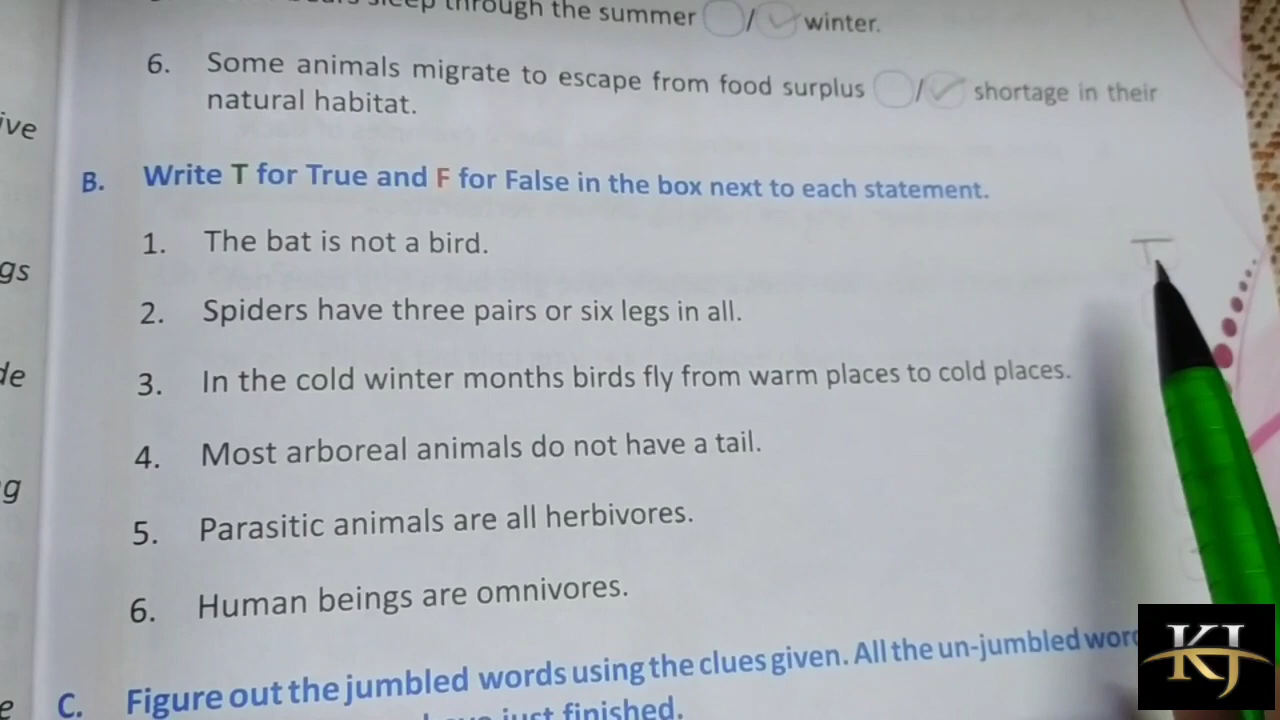 through the summer / winter.
6. Some animals migrate to escape from food surplus / shortage in their
natural habitat.
ive
B. Write T for True and F for False in the box next to each statement.
1. The bat is not a bird. T
gs
2. Spiders have three pairs or six legs in all.
de
3. In the cold winter months birds fly from warm places to cold places.
4. Most arboreal animals do not have a tail.
g
5. Parasitic animals are all herbivores.
6. Human beings are omnivores.
C. Figure out the jumbled words using the clues given. All the un-jumbled word
just finished.
e
KJ